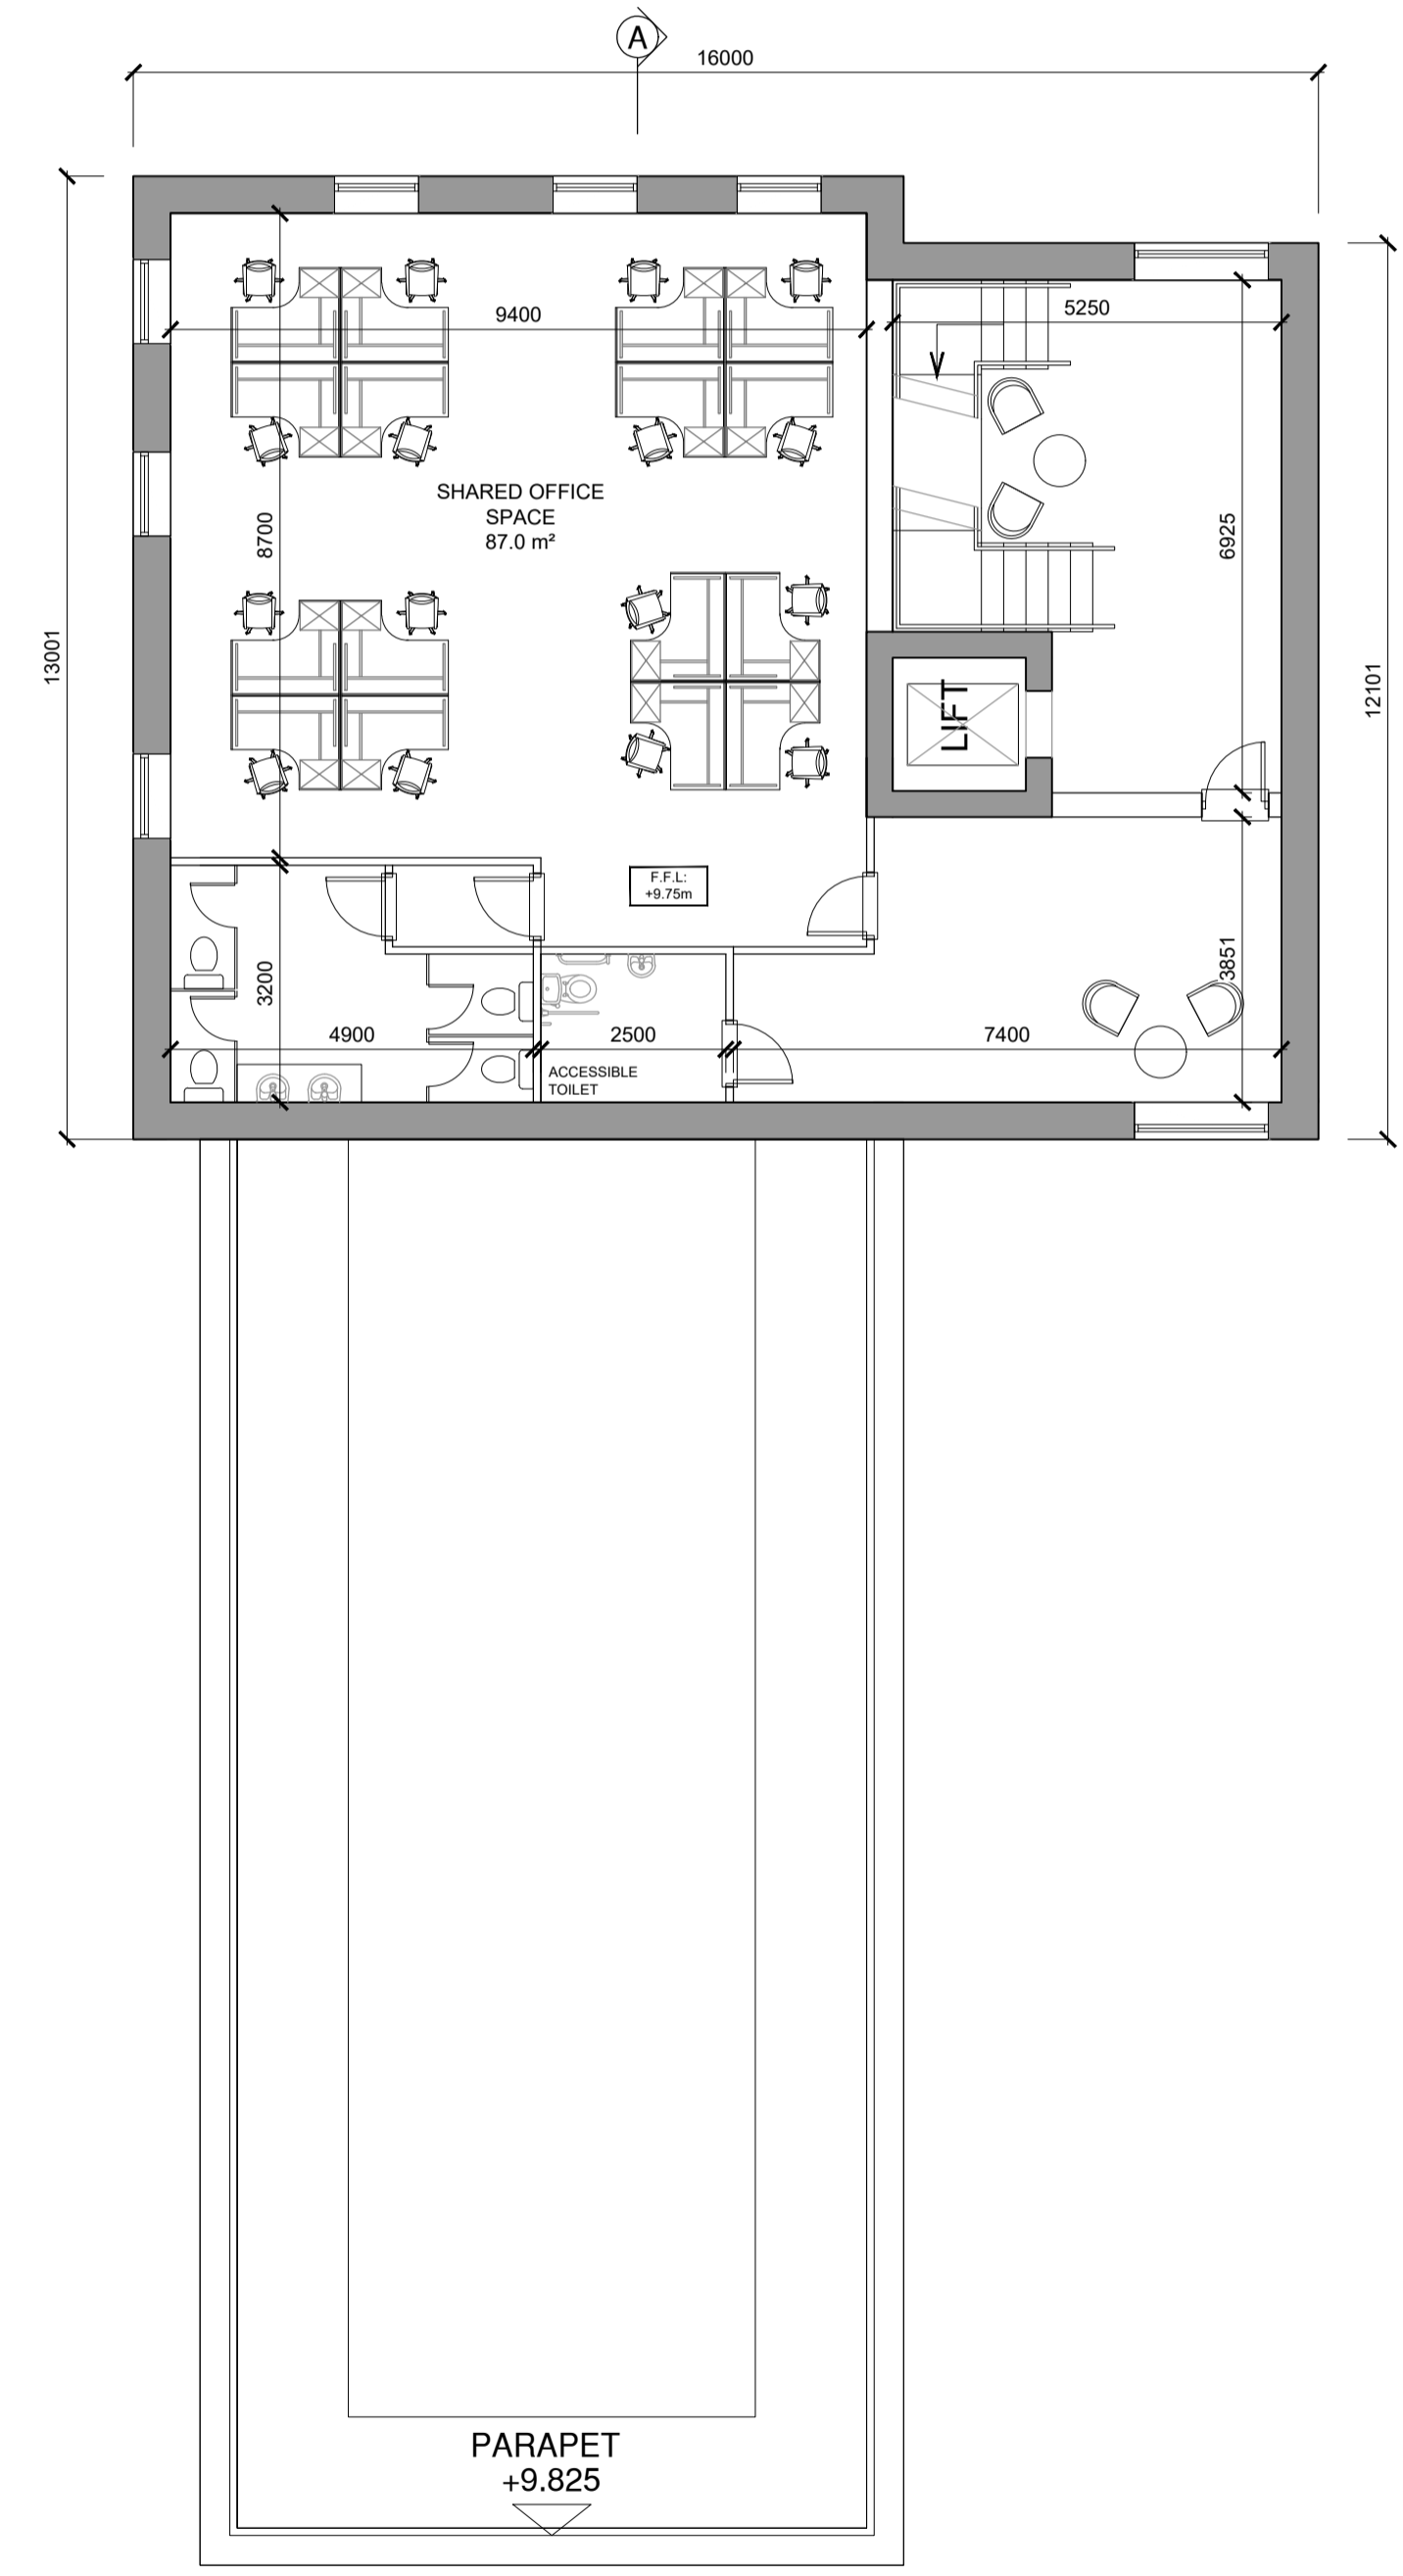 A
16000
9400
5250
SHARED OFFICE
SPACE
87.0 m²
8700
6925
13001
12101
LIFT
F.F.L:
+9.75m
3200
3851
4900
2500
7400
ACCESSIBLE
TOILET
PARAPET
+9.825